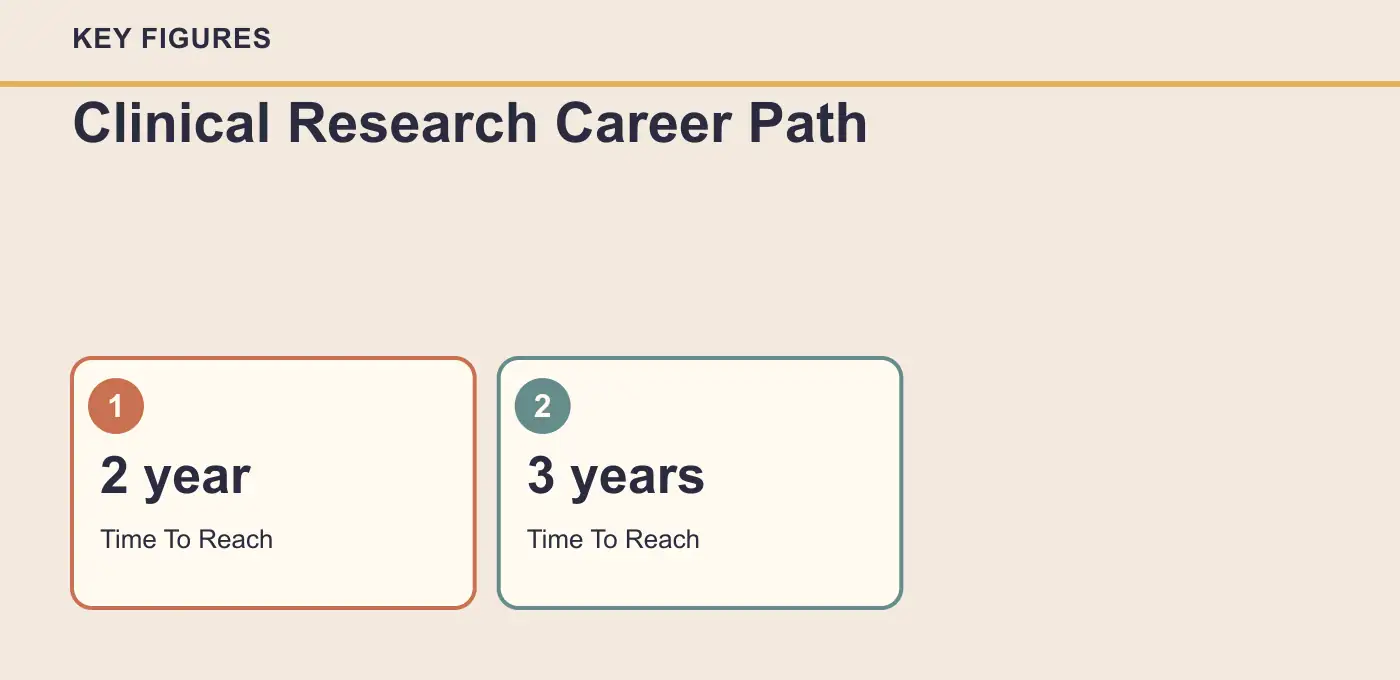 KEY FIGURES
Clinical Research Career Path
1
2 year
Time To Reach
2
3 years
Time To Reach